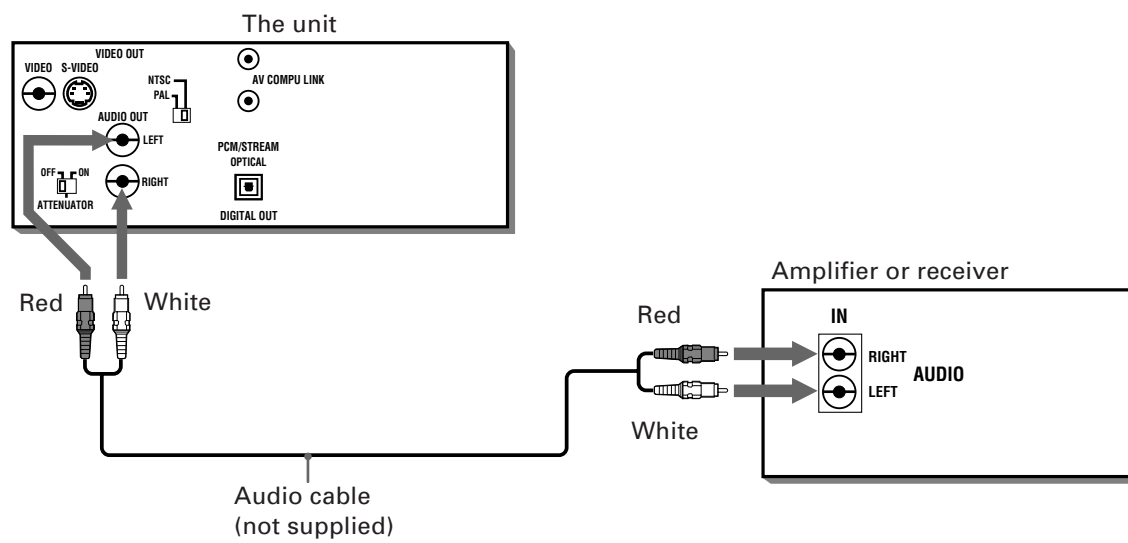 The unit
VIDEO OUT
VIDEO S-VIDEO
NTSC
PAL
AV COMPU LINK
AUDIO OUT
LEFT
RIGHT
OFF ON
ATTENUATOR
PCM/STREAM
OPTICAL
DIGITAL OUT
Red
White
Audio cable
(not supplied)
Amplifier or receiver
Red
White
IN
RIGHT
LEFT
AUDIO